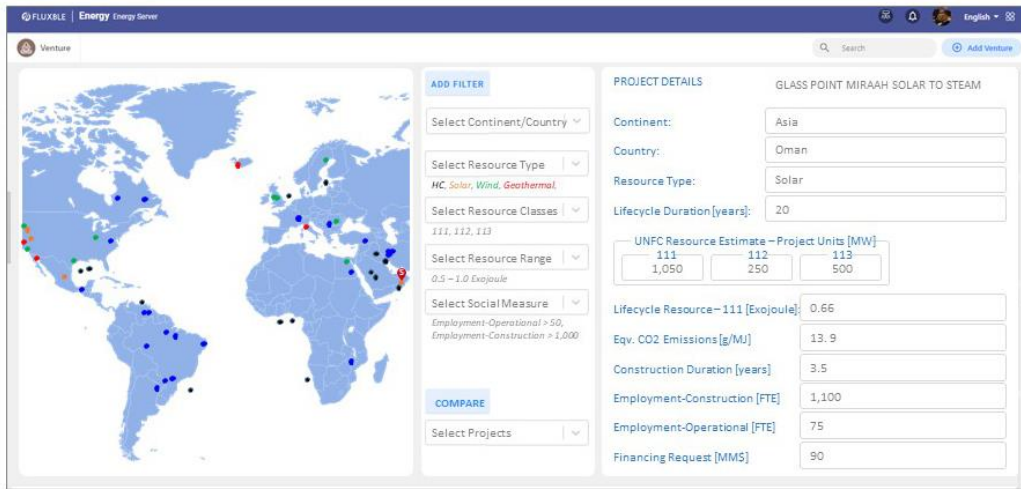 FLUXBLE | Energy Energy Server
English
Venture
Search
Add Venture
ADD FILTER
Select Continent/Country
Select Resource Type
HC, Solar, Wind, Geothermal,
Select Resource Classes
111, 112, 113
Select Resource Range
0.5 – 1.0 Exojoule
Select Social Measure
Employment-Operational > 50,
Employment-Construction > 1,000
COMPARE
Select Projects
PROJECT DETAILS
GLASS POINT MIRAAH SOLAR TO STEAM
Continent: Asia
Country: Oman
Resource Type: Solar
Lifecycle Duration [years]: 20
UNFC Resource Estimate – Project Units [MW]
111 112 113
1,050 250 500
Lifecycle Resource – 111 [Exojoule]: 0.66
Eqv. CO2 Emissions [g/MJ] 13. 9
Construction Duration [years] 3.5
Employment-Construction [FTE] 1,100
Employment-Operational [FTE] 75
Financing Request [MM$] 90
S